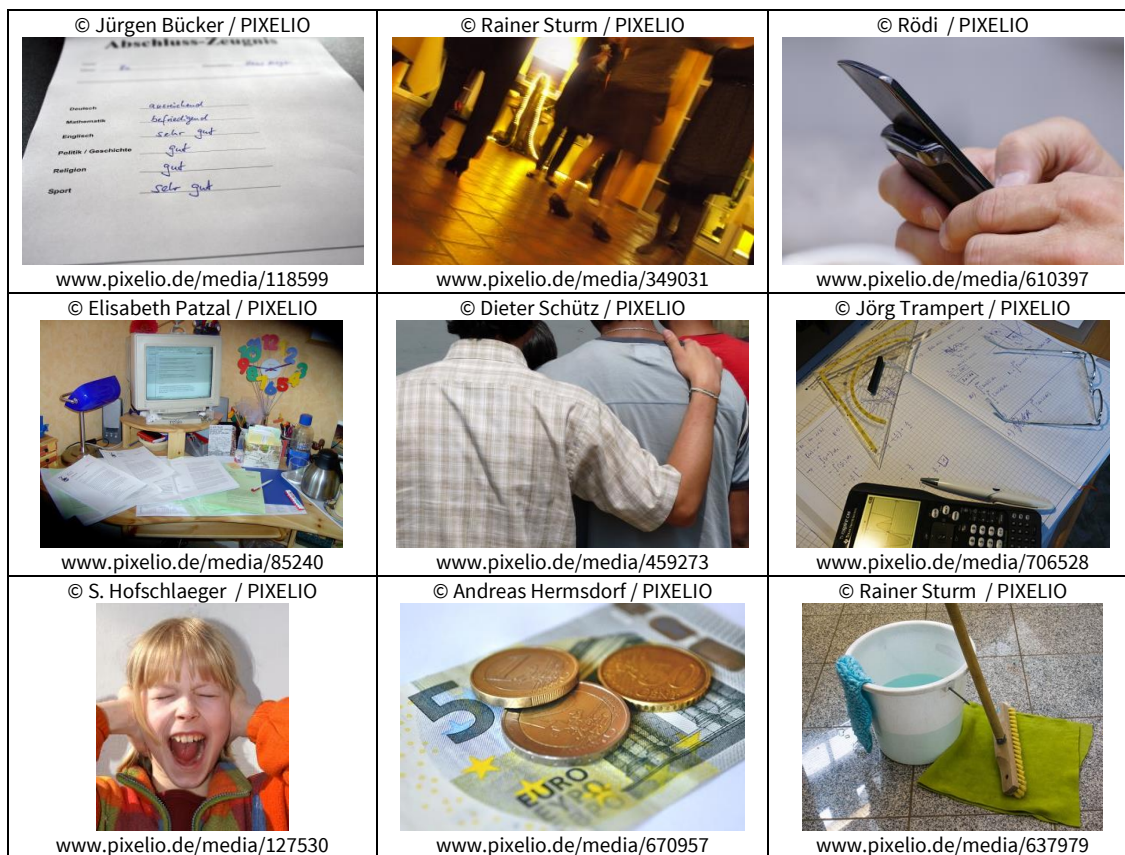 © Jürgen Bücker / PIXELIO
© Rainer Sturm / PIXELIO
© Rödi / PIXELIO
Abschluss-Zeugnis
Deutsch ausreichend
Mathematik befriedigend
Englisch sehr gut
Politik / Geschichte gut
Religion gut
Sport sehr gut
www.pixelio.de/media/118599
www.pixelio.de/media/349031
www.pixelio.de/media/610397
© Elisabeth Patzal / PIXELIO
© Dieter Schütz / PIXELIO
© Jörg Trampert / PIXELIO
www.pixelio.de/media/85240
www.pixelio.de/media/459273
www.pixelio.de/media/706528
© S. Hofschlaeger / PIXELIO
© Andreas Hermsdorf / PIXELIO
© Rainer Sturm / PIXELIO
5
EURO
www.pixelio.de/media/127530
www.pixelio.de/media/670957
www.pixelio.de/media/637979